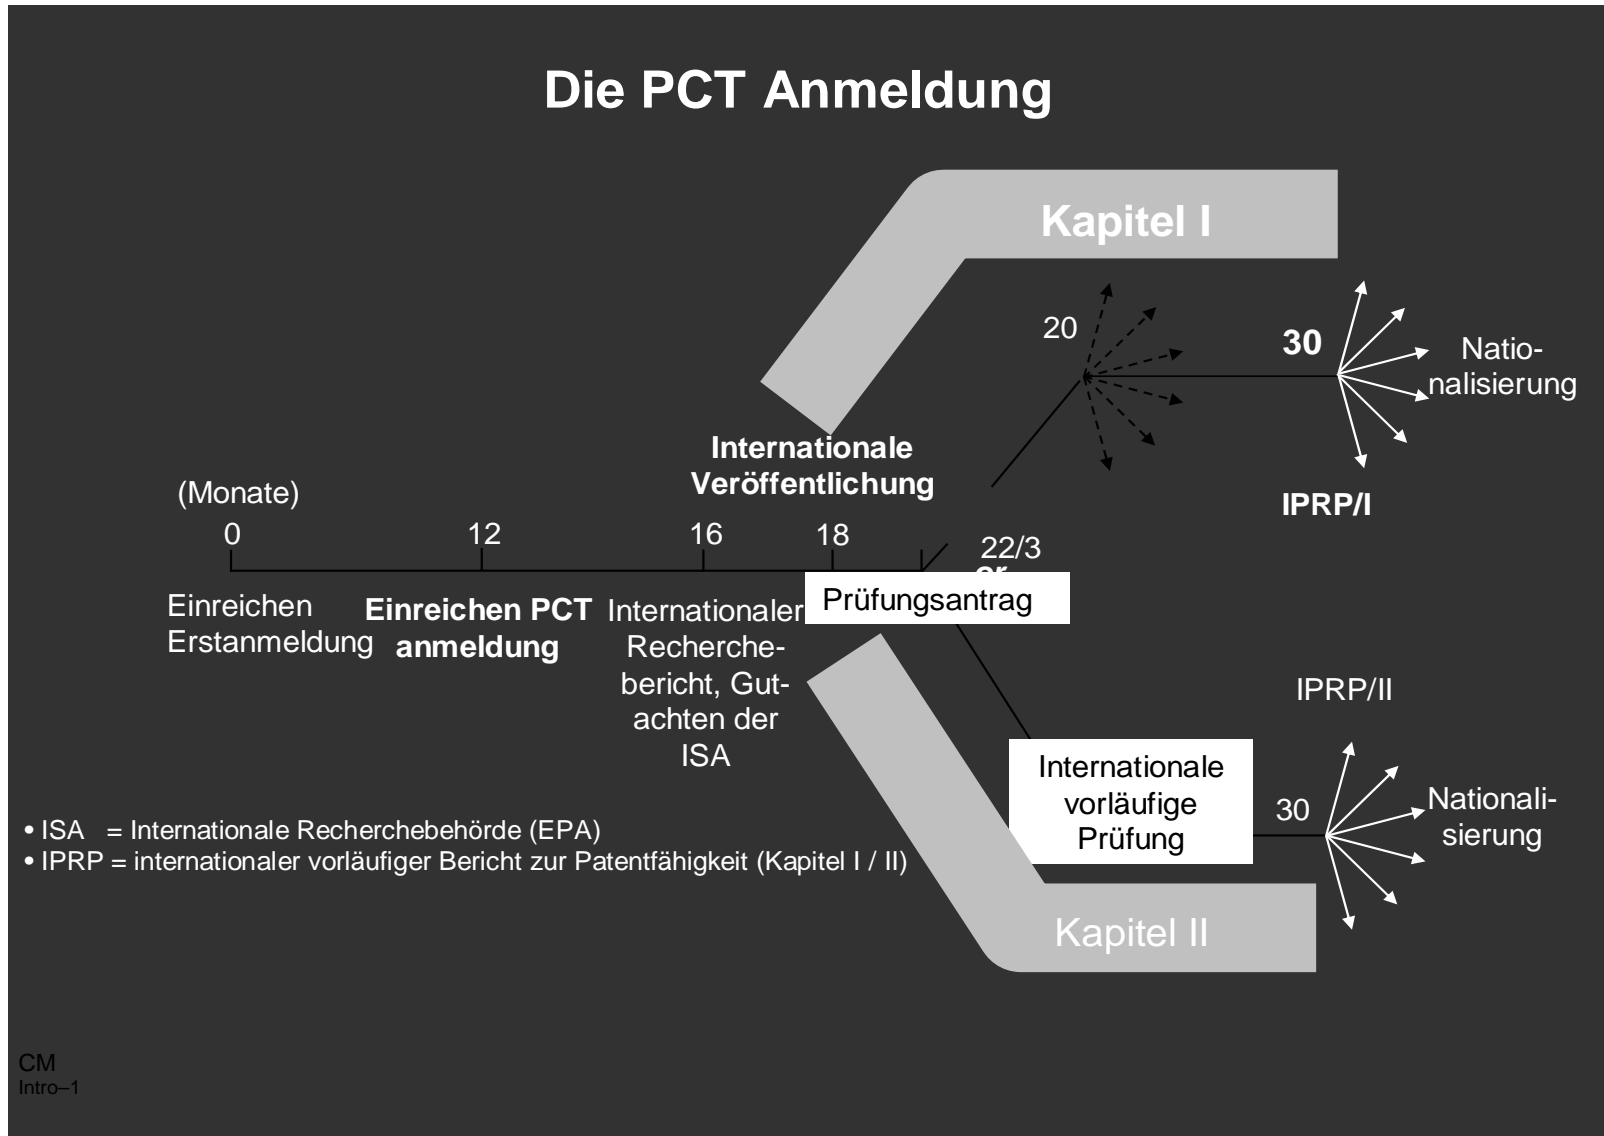 Die PCT Anmeldung
Kapitel I
20
30
Natio-
nalisierung
IPRP/I
Internationale
Veröffentlichung
(Monate)
0
12
16
18
22/3
Prüfungsantrag
Einreichen
Erstanmeldung
Einreichen PCT
anmeldung
Internationaler
Recherche-
bericht, Gut-
achten der
ISA
IPRP/II
Internationale
vorläufige
Prüfung
30
Nationali-
sierung
• ISA = Internationale Recherchebehörde (EPA)
• IPRP = internationaler vorläufiger Bericht zur Patentfähigkeit (Kapitel I / II)
Kapitel II
CM
Intro–1